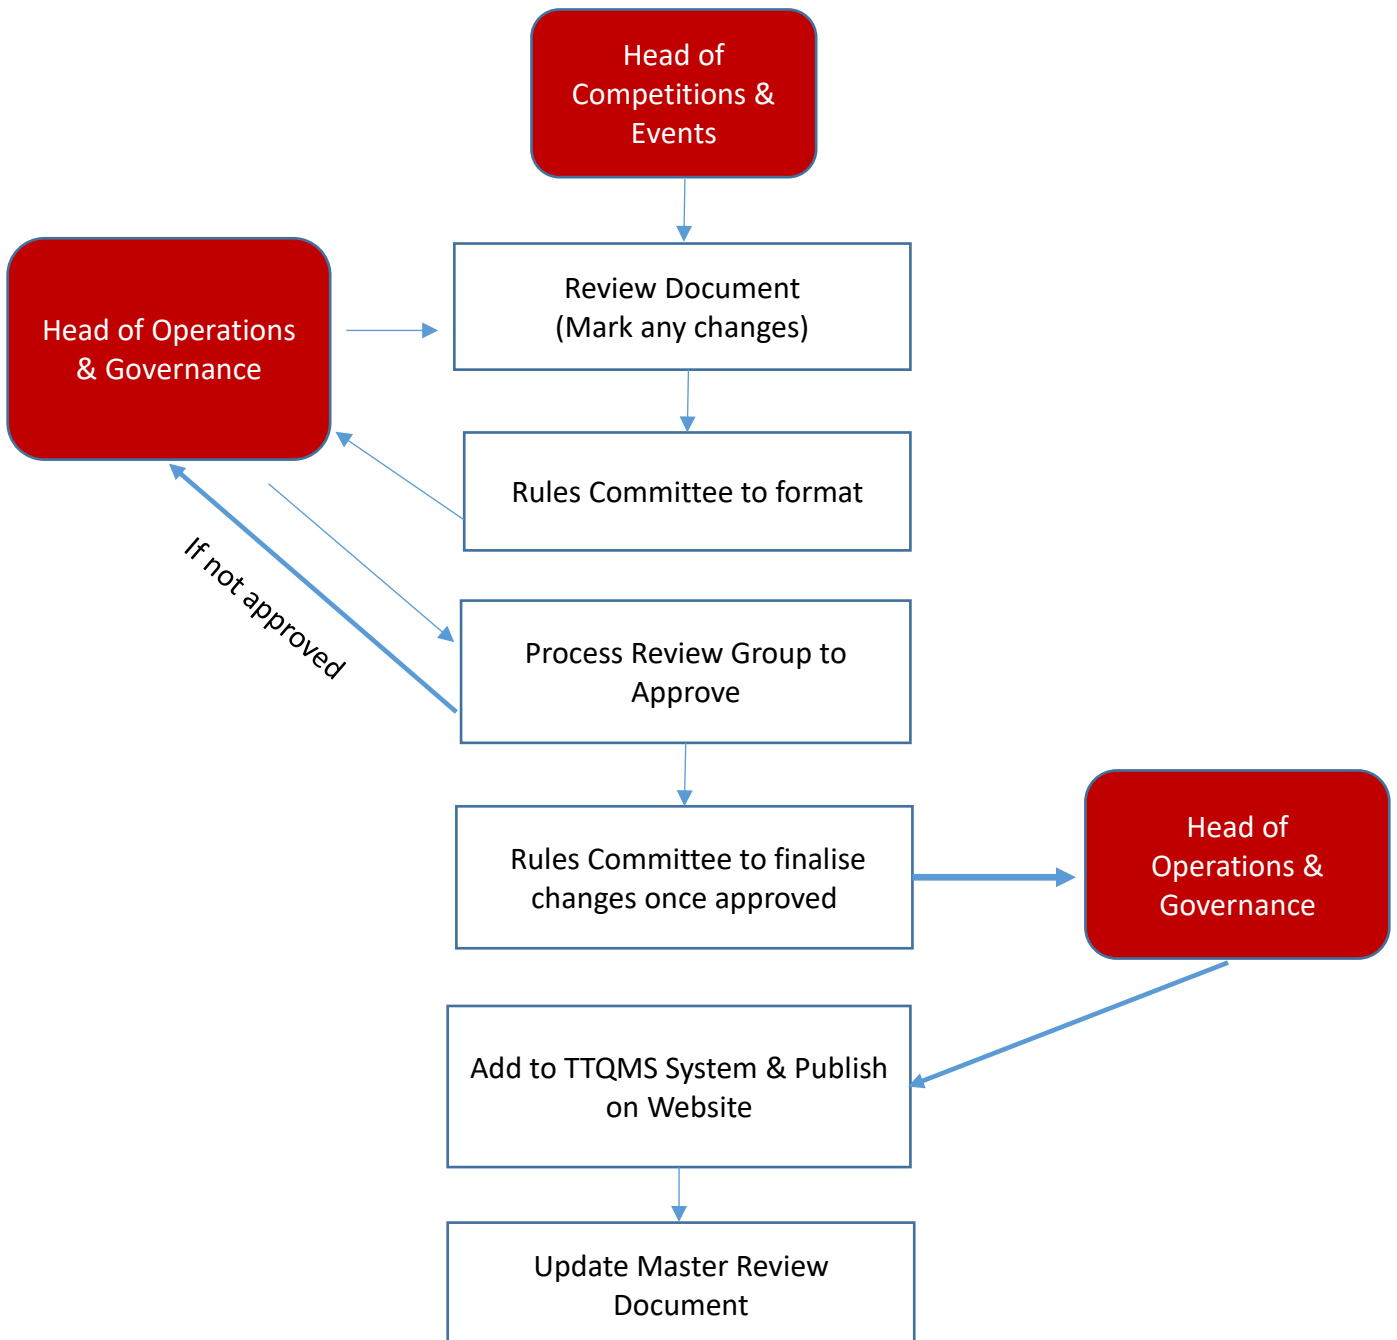 Head of
Competitions &
Events
Head of Operations
& Governance
Review Document
(Mark any changes)
Rules Committee to format
If not approved
Process Review Group to
Approve
Rules Committee to finalise
changes once approved
Head of
Operations &
Governance
Add to TTQMS System & Publish
on Website
Update Master Review
Document